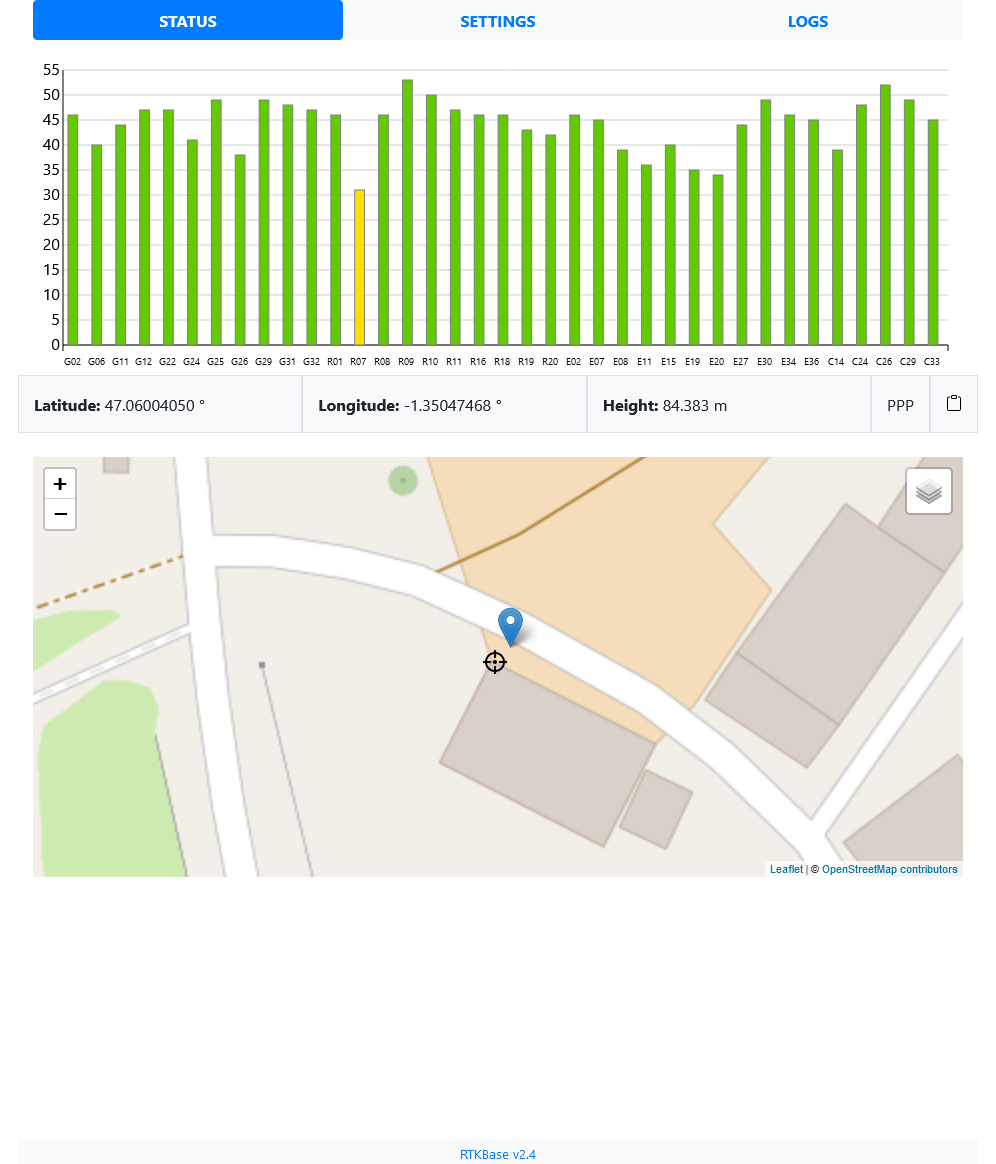 STATUS SETTINGS LOGS
55
50
45
40
35
30
25
20
15
10
5
0
G02 G06 G11 G12 G22 G24 G25 G26 G29 G31 G32 R01 R07 R08 R09 R10 R11 R16 R18 R19 R20 E02 E07 E08 E11 E15 E19 E20 E27 E30 E34 E36 C14 C24 C26 C29 C33
Latitude: 47.06004050 ° Longitude: -1.35047468 ° Height: 84.383 m PPP
+
−
Leaflet | © OpenStreetMap contributors
RTKBase v2.4